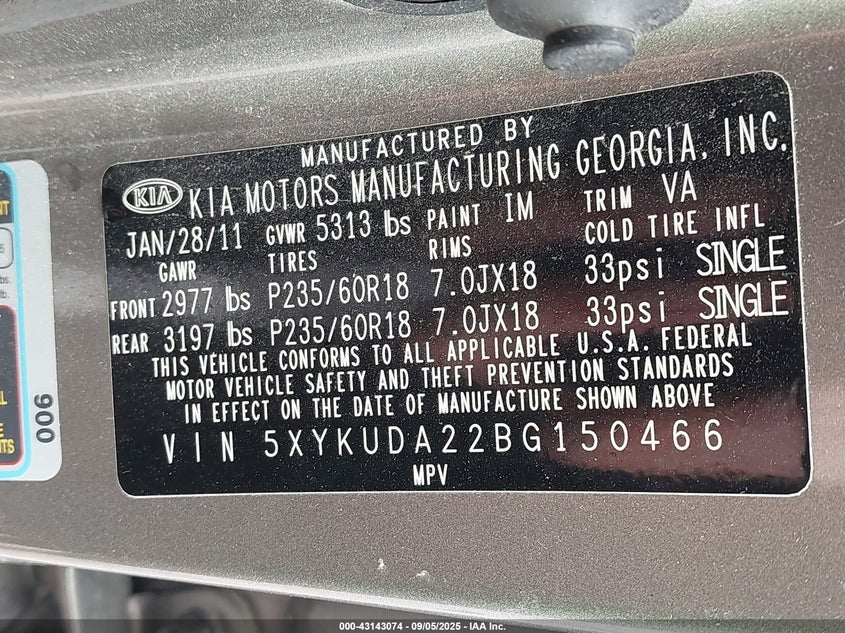 MANUFACTURED BY
KIA KIA MOTORS MANUFACTURING GEORGIA, INC.
JAN/28/11 GVWR 5313 lbs PAINT IM TRIM VA
GAWR TIRES RIMS COLD TIRE INFL
FRONT 2977 lbs P235/60R18 7.0JX18 33psi SINGLE
REAR 3197 lbs P235/60R18 7.0JX18 33psi SINGLE
THIS VEHICLE CONFORMS TO ALL APPLICABLE U.S.A. FEDERAL
MOTOR VEHICLE SAFETY AND THEFT PREVENTION STANDARDS
IN EFFECT ON THE DATE OF MANUFACTURE SHOWN ABOVE
VIN 5XYKUDA22BG150466
MPV
006
000-43143074 - 09/05/2025 - IAA Inc.